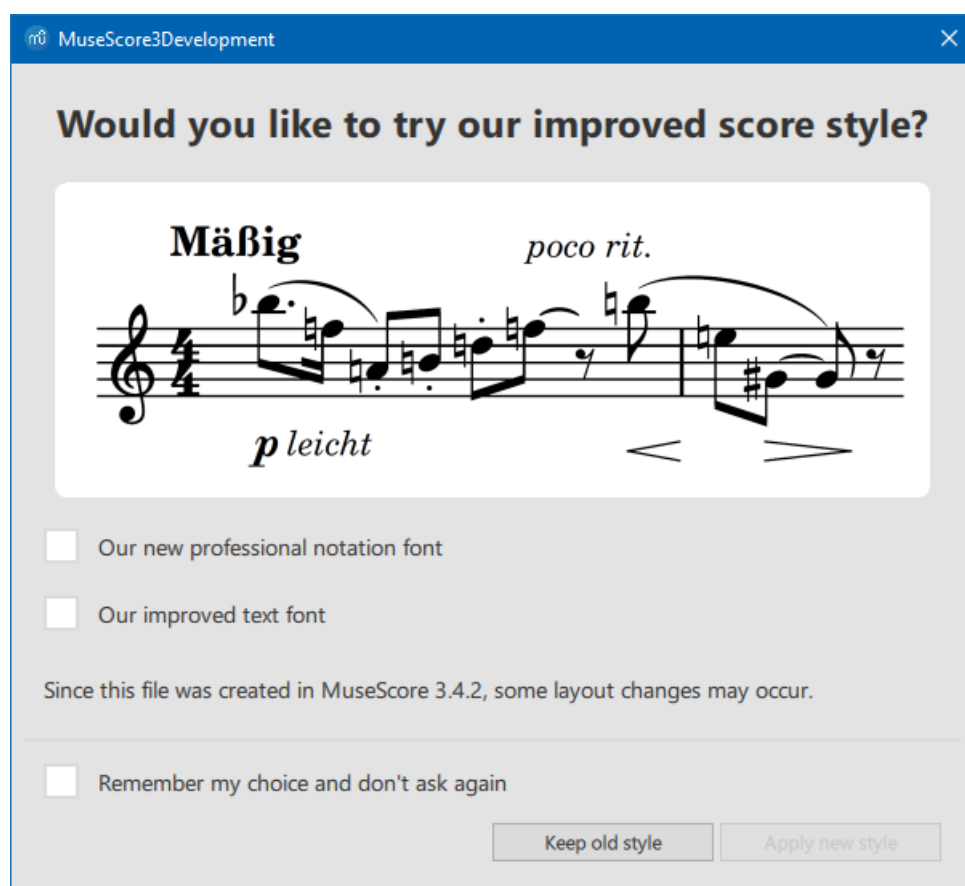 MuseScore3Development
Would you like to try our improved score style?
Mäßig
poco rit.
p leicht
Our new professional notation font
Our improved text font
Since this file was created in MuseScore 3.4.2, some layout changes may occur.
Remember my choice and don't ask again
Keep old style
Apply new style